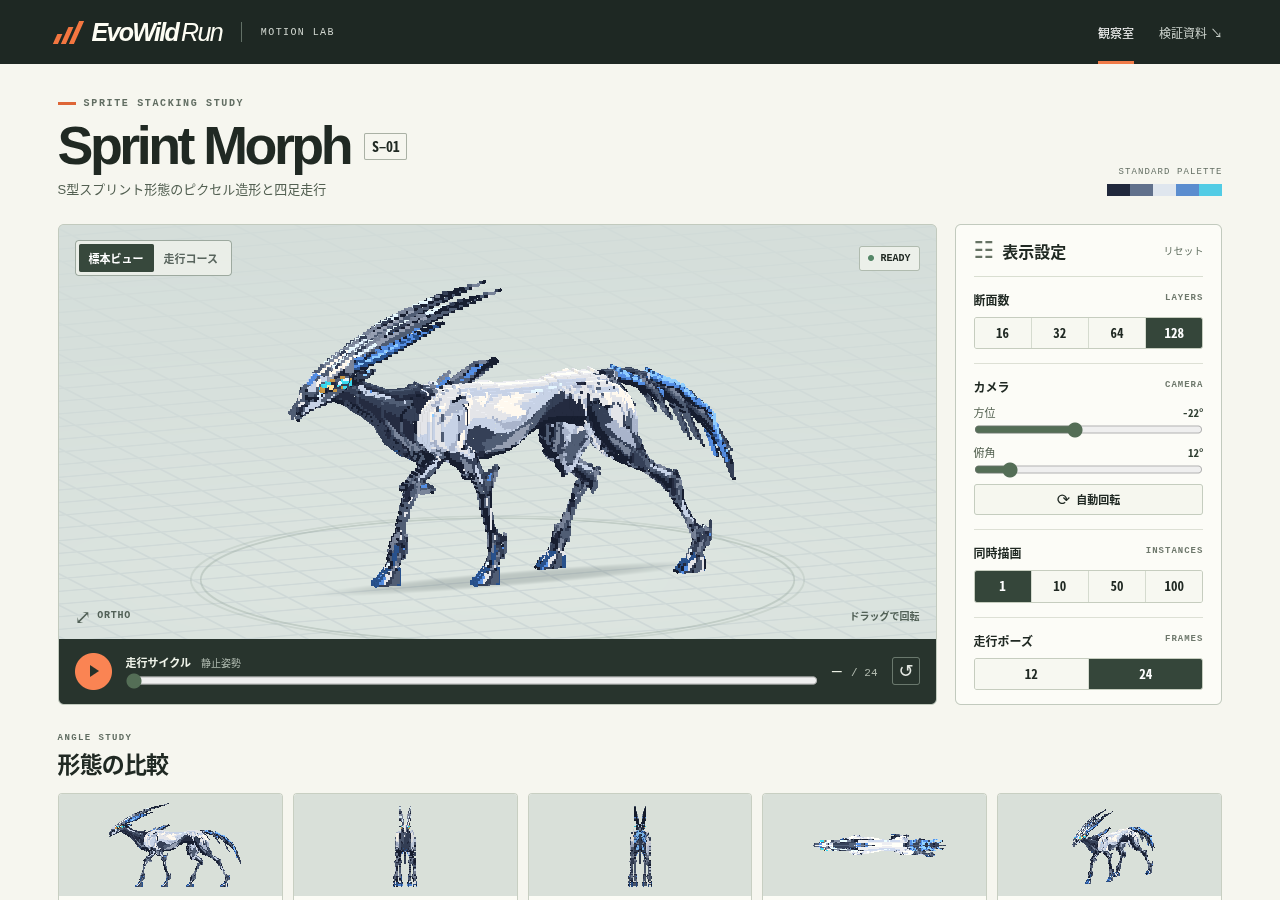 EvoWild Run
MOTION LAB
観察室
検証資料 ↘
SPRITE STACKING STUDY
Sprint Morph
S–01
S型スプリント形態のピクセル造形と四足走行
STANDARD PALETTE
標本ビュー
走行コース
READY
ORTHO
ドラッグで回転
走行サイクル 静止姿勢
— / 24
表示設定
リセット
断面数
LAYERS
16 32 64 128
カメラ
CAMERA
方位
-22°
俯角
12°
自動回転
同時描画
INSTANCES
1 10 50 100
走行ポーズ
FRAMES
12 24
ANGLE STUDY
形態の比較